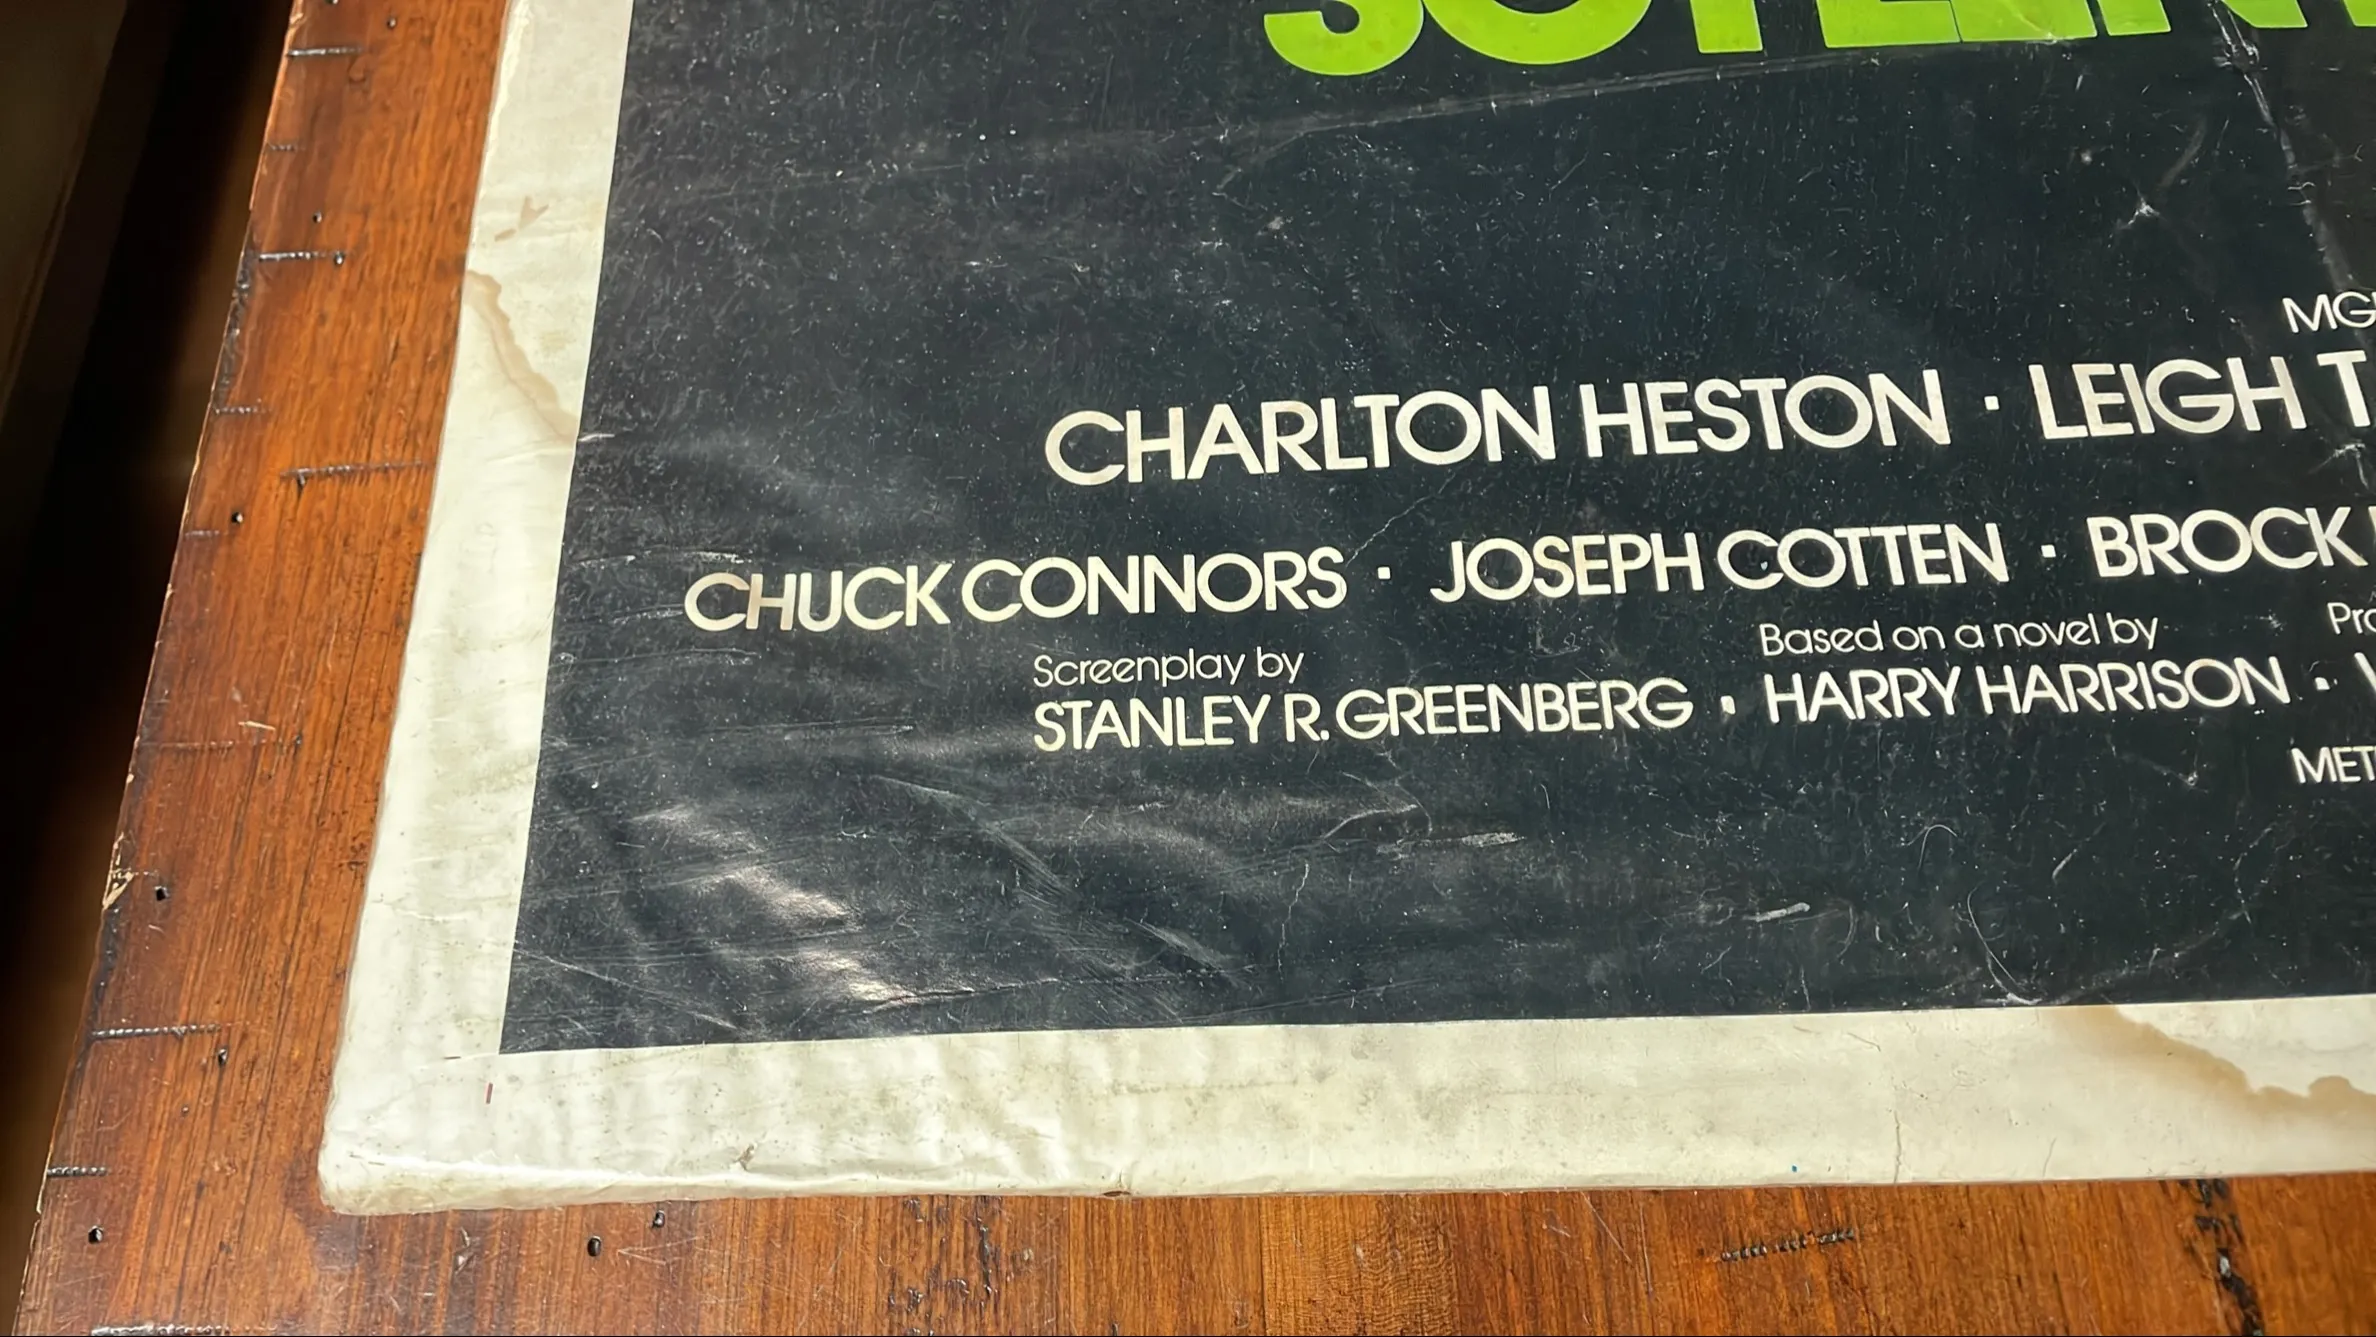 MG
CHARLTON HESTON · LEIGH T
CHUCK CONNORS · JOSEPH COTTEN · BROCK
Screenplay by
STANLEY R. GREENBERG ·
Based on a novel by
HARRY HARRISON ·
MET